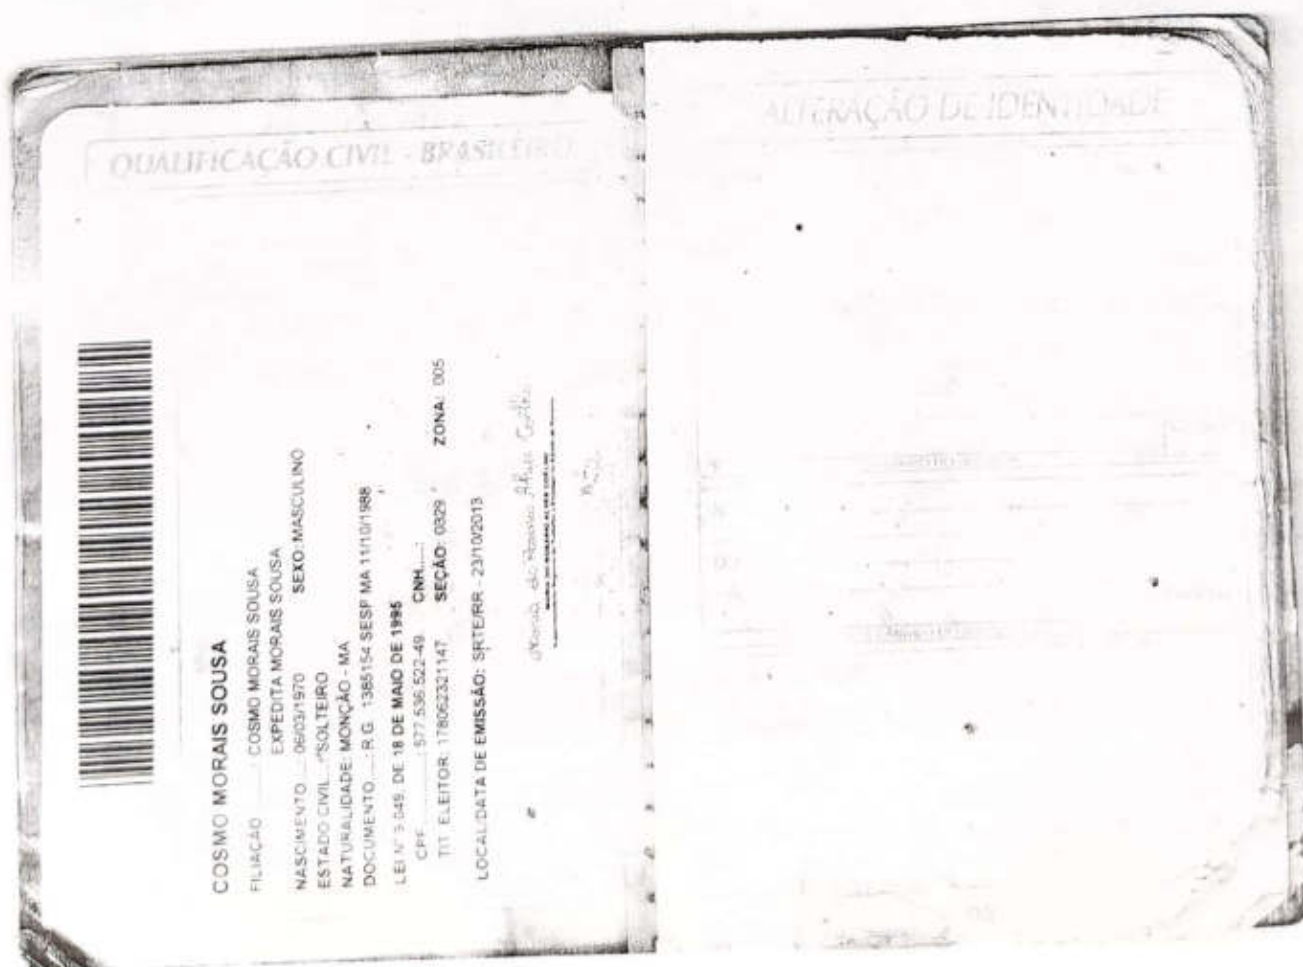 QUALIFICAÇÃO CIVIL - BRASILEIRO
COSMO MORAIS SOUSA
FILIAÇÃO ........: COSMO MORAIS SOUSA
EXPEDITA MORAIS SOUSA
NASCIMENTO ....: 06/03/1970 SEXO: MASCULINO
ESTADO CIVIL...: SOLTEIRO
NATURALIDADE: MONÇÃO - MA
DOCUMENTO.....: R.G. 1385154 SESP MA 11/10/1988
LEI Nº 9.049, DE 18 DE MAIO DE 1995
CPF..............: 577.536.522-49 CNH.....:
TIT. ELEITOR: 178062321147 SEÇÃO: 0329 ZONA: 005
LOCAL/DATA DE EMISSÃO: SRTE/RR - 23/10/2013
ALTERAÇÃO DE IDENTIDADE